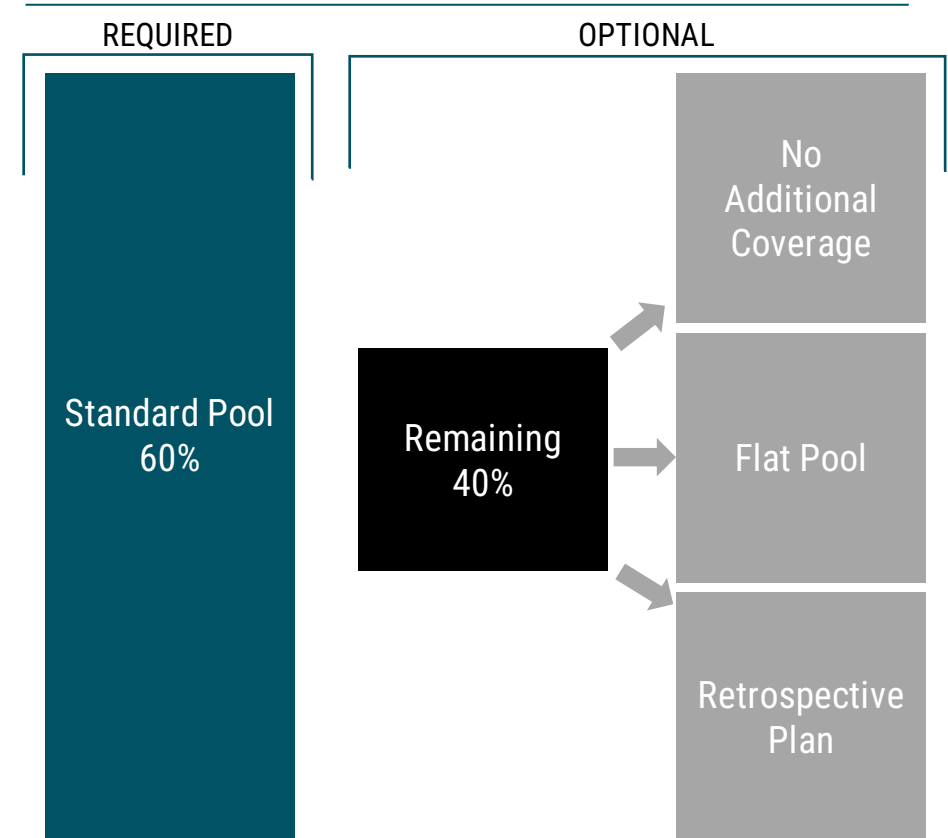 REQUIRED
OPTIONAL
Standard Pool
60%
Remaining
40%
No
Additional
Coverage
Flat Pool
Retrospective
Plan